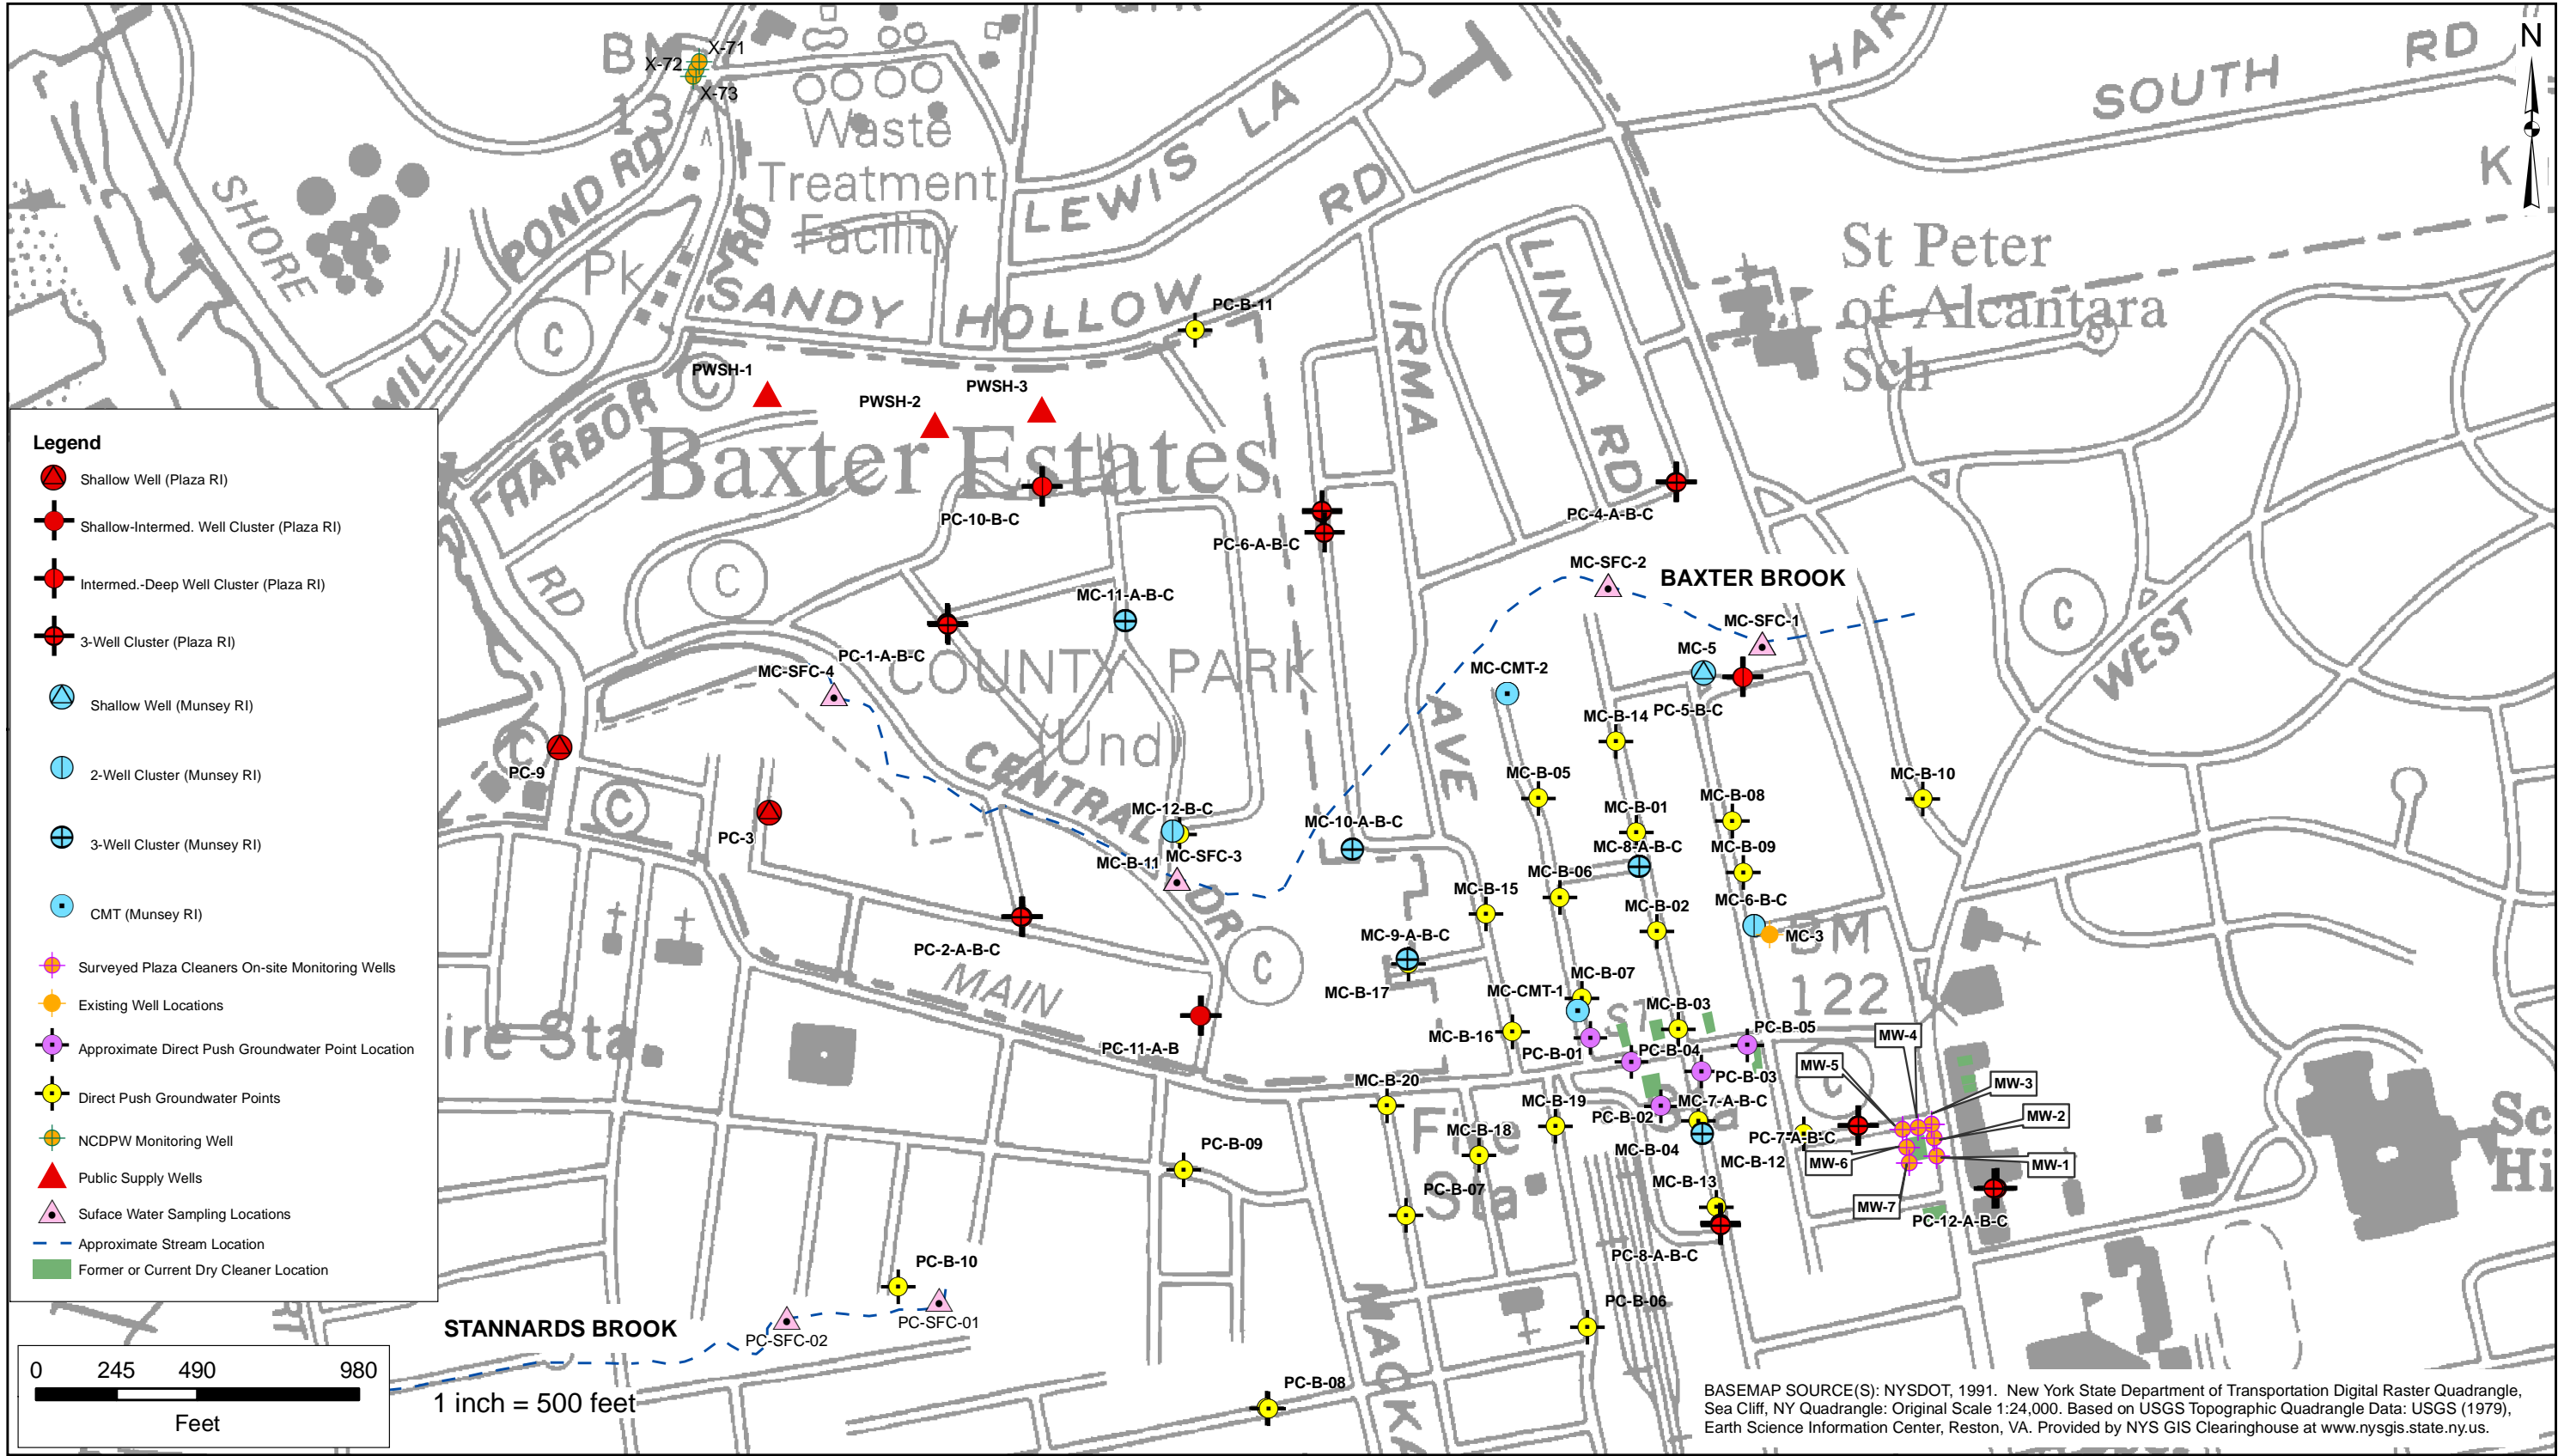 BM
13
X-71
X-72
X-73
Waste
Treatment
Facility
SHORE
POND RD
MILL
Pk
RD
SANDY HOLLOW RD
LEWIS LA
HAR
SOUTH RD
N
K
St Peter
of Alcantara
Sch
LINDA RD
IRMA
AVE
HARBOR
RD
C
C
PC-B-11
PWSH-1
PWSH-2
PWSH-3
Baxter Estates
PC-10-B-C
PC-6-A-B-C
PC-4-A-B-C
C
C
WEST
MC-SFC-2
BAXTER BROOK
MC-SFC-1
MC-11-A-B-C
PC-1-A-B-C
MC-SFC-4
COUNTY PARK
(Und)
CENTRAL
DR
MC-CMT-2
MC-5
PC-5-B-C
MC-B-14
C
PC-9
C
PC-3
MC-B-05
MC-B-10
MC-12-B-C
MC-B-11
MC-SFC-3
MC-10-A-B-C
MC-B-01
MC-B-08
MC-8-A-B-C
MC-B-09
MC-B-06
MC-B-15
MC-6-B-C
MC-B-02
MC-3
BM
122
PC-2-A-B-C
MAIN
C
MC-9-A-B-C
MC-B-17
MC-B-07
MC-CMT-1
ST
MC-B-03
MC-B-16
PC-B-01
PC-B-04
PC-B-05
PC-B-03
C
MW-4
MW-5
MW-3
MW-2
MW-1
MW-6
MW-7
PC-11-A-B
ire Sta
MC-B-20
Fire
Sta
MC-B-19
PC-B-02
MC-7-A-B-C
MC-B-18
MC-B-04
PC-7-A-B-C
MC-B-12
PC-B-09
PC-B-07
MC-B-13
PC-12-A-B-C
PC-8-A-B-C
Sc
Hi
PC-B-10
PC-SFC-01
PC-SFC-02
STANNARDS BROOK
PC-B-06
MACKA
PC-B-08
Legend
Shallow Well (Plaza RI)
Shallow-Intermed. Well Cluster (Plaza RI)
Intermed.-Deep Well Cluster (Plaza RI)
3-Well Cluster (Plaza RI)
Shallow Well (Munsey RI)
2-Well Cluster (Munsey RI)
3-Well Cluster (Munsey RI)
CMT (Munsey RI)
Surveyed Plaza Cleaners On-site Monitoring Wells
Existing Well Locations
Approximate Direct Push Groundwater Point Location
Direct Push Groundwater Points
NCDPW Monitoring Well
Public Supply Wells
Suface Water Sampling Locations
Approximate Stream Location
Former or Current Dry Cleaner Location
0 245 490 980
Feet
1 inch = 500 feet
BASEMAP SOURCE(S): NYSDOT, 1991. New York State Department of Transportation Digital Raster Quadrangle,
Sea Cliff, NY Quadrangle: Original Scale 1:24,000. Based on USGS Topographic Quadrangle Data: USGS (1979),
Earth Science Information Center, Reston, VA. Provided by NYS GIS Clearinghouse at www.nysgis.state.ny.us.